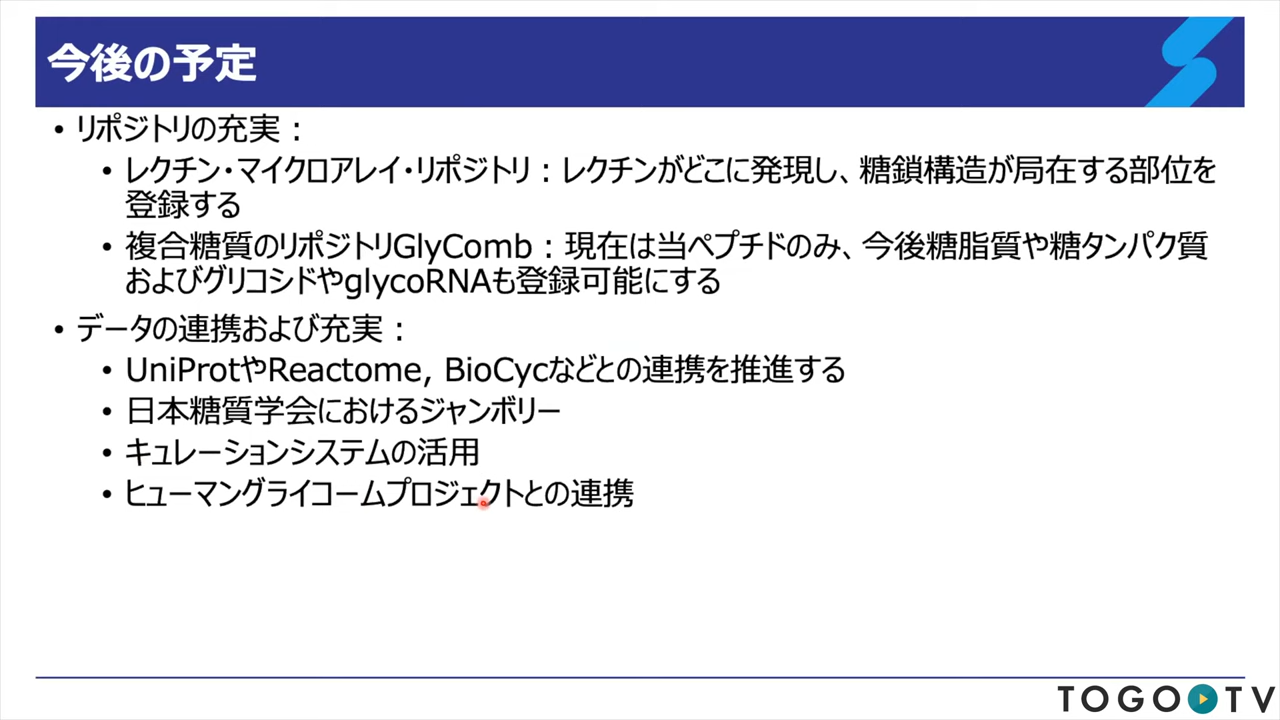 今後の予定
• リポジトリの充実：
• レクチン・マイクロアレイ・リポジトリ：レクチンがどこに発現し、糖鎖構造が局在する部位を
登録する
• 複合糖質のリポジトリGlyComb：現在は当ペプチドのみ、今後糖脂質や糖タンパク質
およびグリコシドやglycoRNAも登録可能にする
• データの連携および充実：
• UniProtやReactome, BioCycなどとの連携を推進する
• 日本糖質学会におけるジャンボリー
• キュレーションシステムの活用
• ヒューマングライコームプロジェクトとの連携
TOGO TV